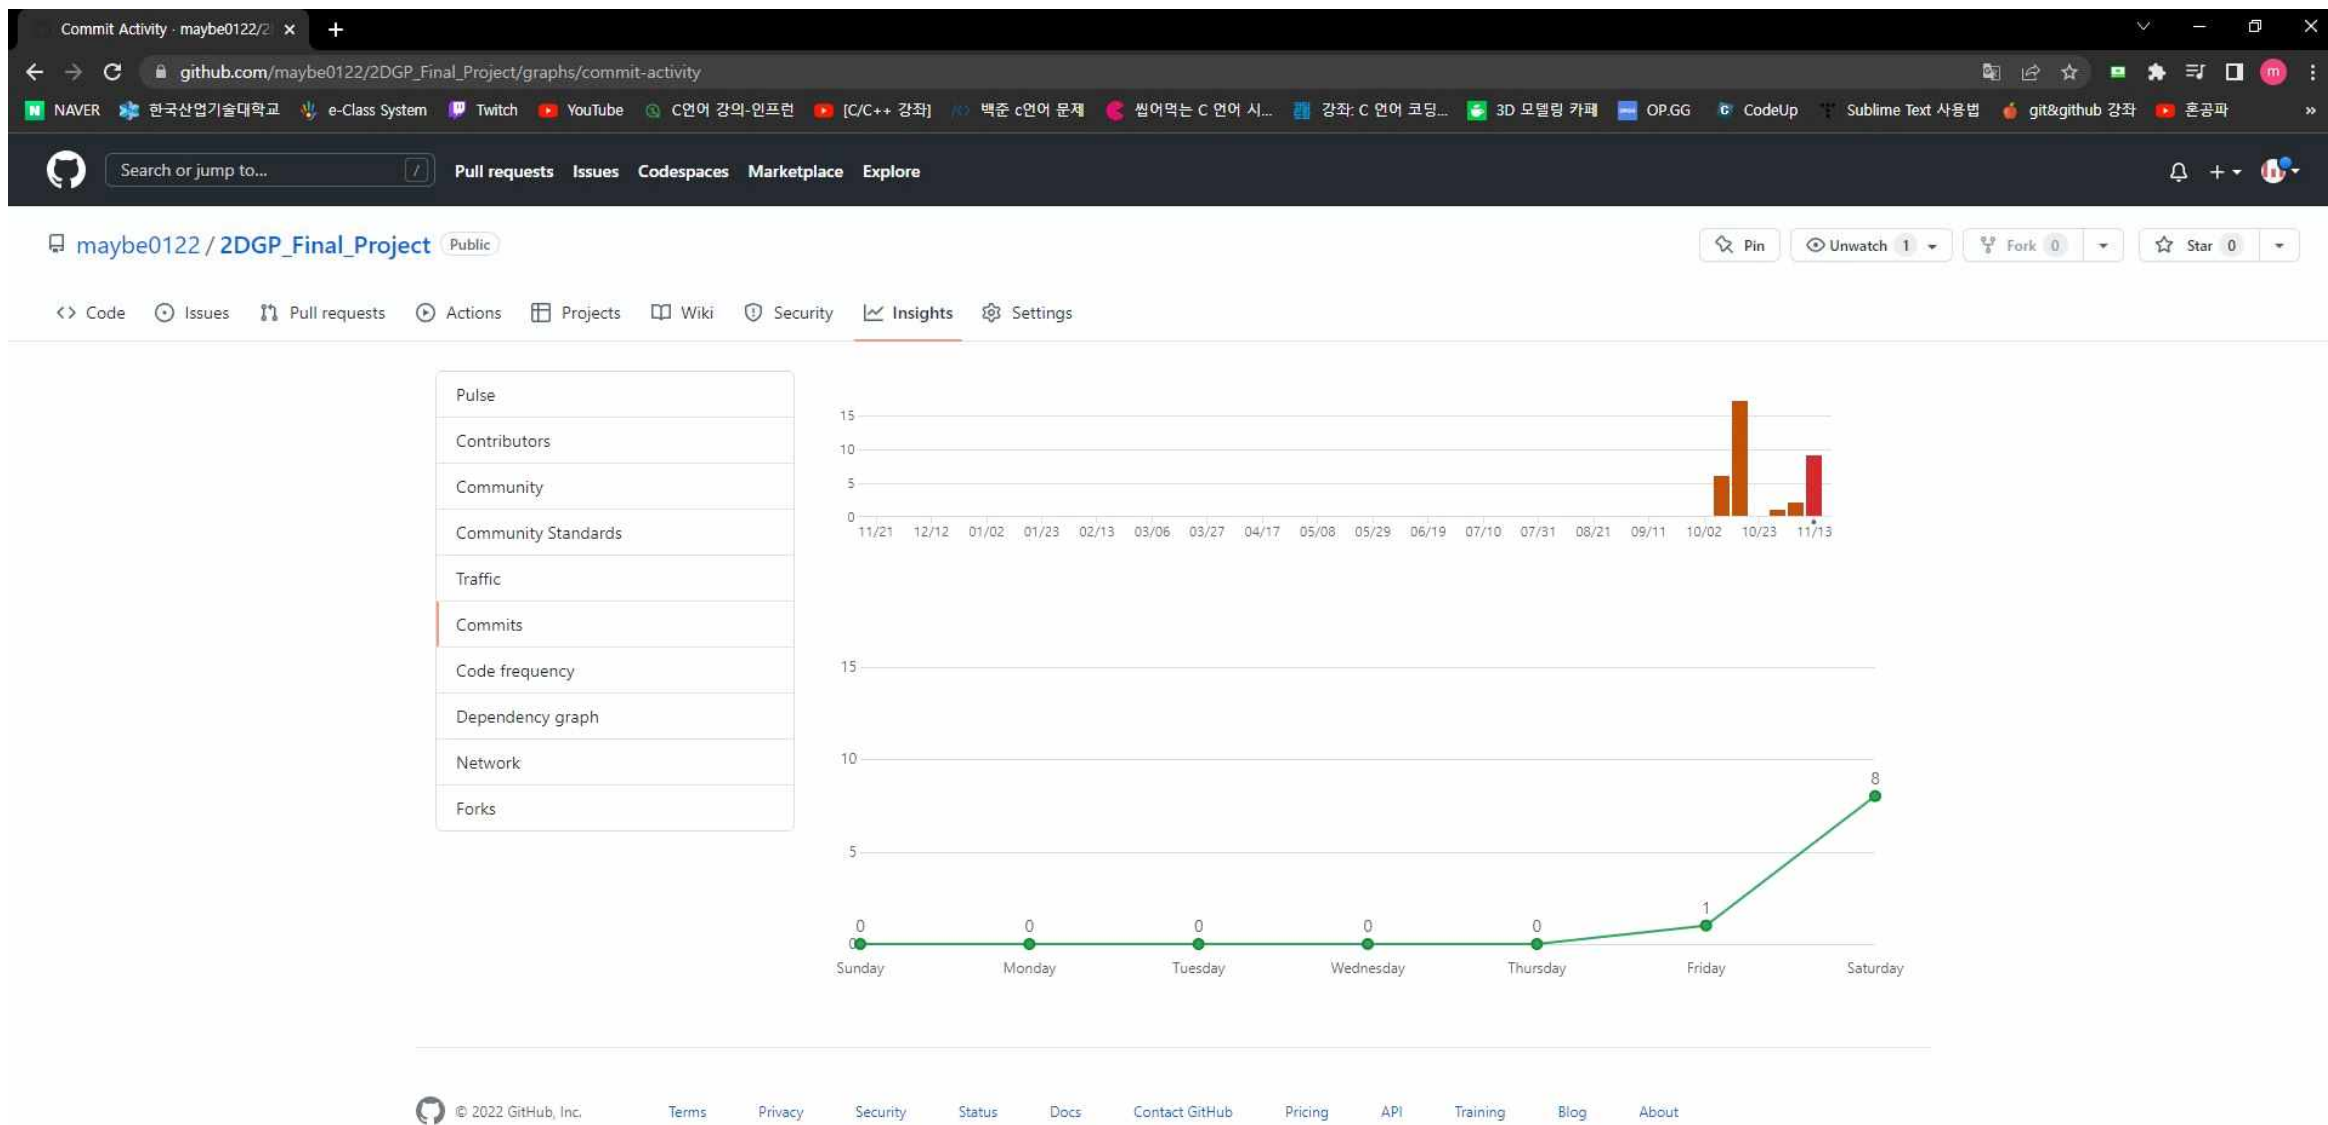 Commit Activity · maybe0122/2
github.com/maybe0122/2DGP_Final_Project/graphs/commit-activity
m
NAVER 한국산업기술대학교 e-Class System Twitch YouTube C언어 강의-인프런 [C/C++ 강좌] 백준 c언어 문제 씹어먹는 C 언어 시... 강좌: C 언어 코딩... 3D 모델링 카페 OP.GG CodeUp Sublime Text 사용법 git&github 강좌 혼공파 »
Search or jump to... / Pull requests Issues Codespaces Marketplace Explore
maybe0122 / 2DGP_Final_Project Public Pin Unwatch 1 Fork 0 Star 0
Code Issues Pull requests Actions Projects Wiki Security Insights Settings
Pulse
Contributors
Community
Community Standards
Traffic
Commits
Code frequency
Dependency graph
Network
Forks
15
10
5
0
11/21 12/12 01/02 01/23 02/13 03/06 03/27 04/17 05/08 05/29 06/19 07/10 07/31 08/21 09/11 10/02 10/23 11/13
15
10
8
5
1
0 0 0 0 0
0
Sunday Monday Tuesday Wednesday Thursday Friday Saturday
© 2022 GitHub, Inc. Terms Privacy Security Status Docs Contact GitHub Pricing API Training Blog About